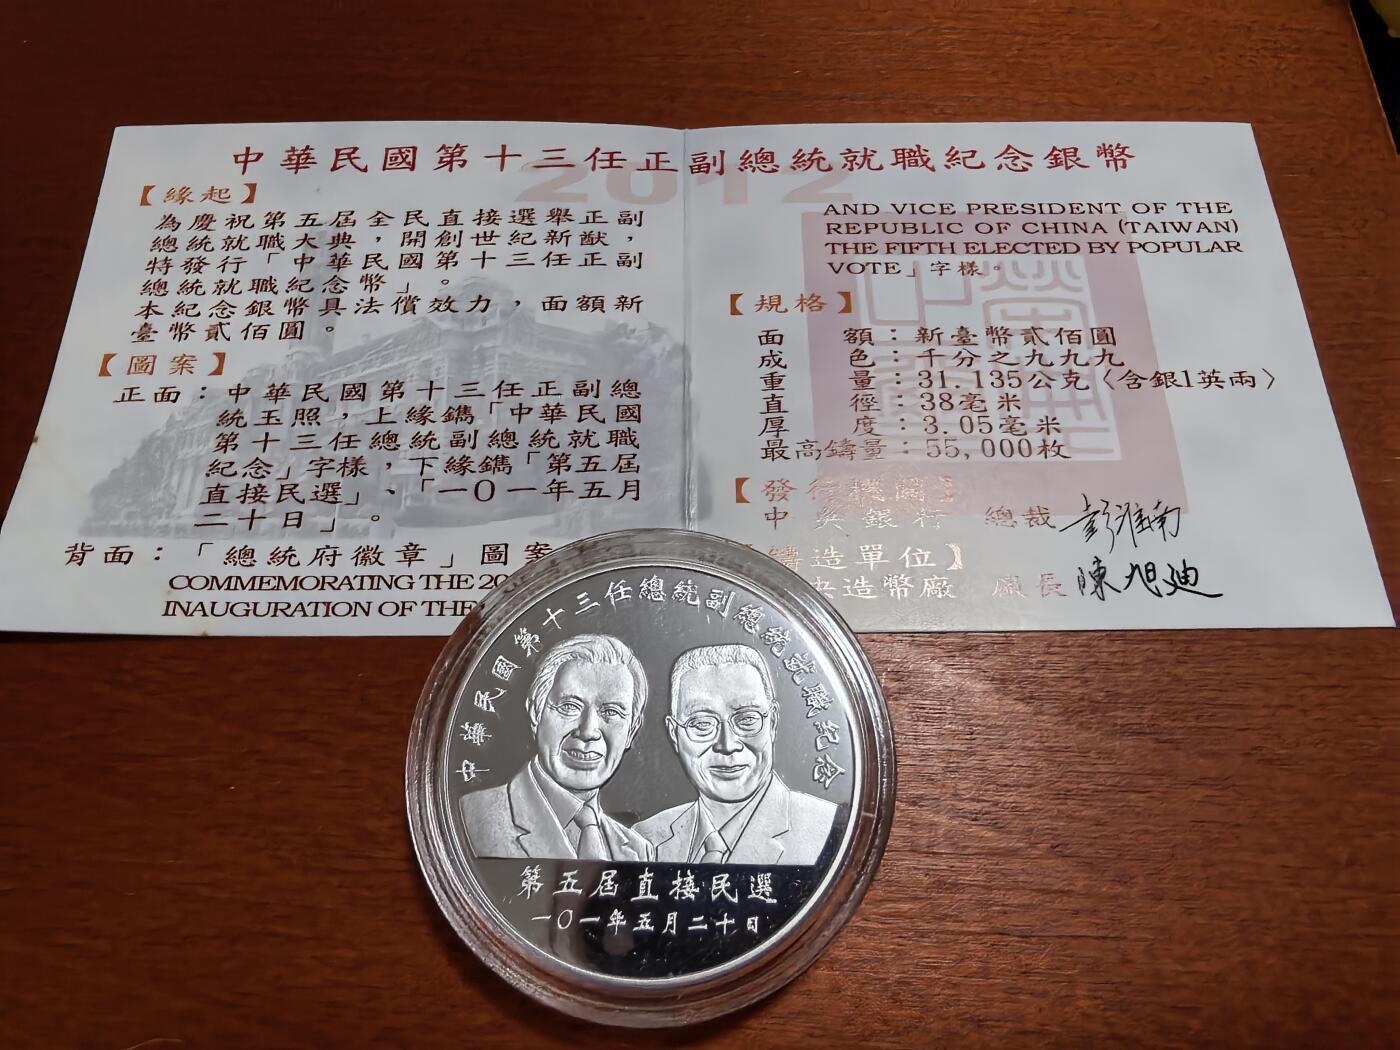 中華民國第十三任正副總統就職紀念銀幣
2012
【緣起】
為慶祝第五屆全民直接選舉正副
總統就職大典，開創世紀新猷，
特發行「中華民國第十三任正副
總統就職紀念幣」。
本紀念銀幣具法償效力，面額新
臺幣貳佰圓。
【圖案】
正面：中華民國第十三任正副總
統玉照，上緣鐫「中華民國
第十三任總統副總統就職
紀念」字樣，下緣鐫「第五屆
直接民選」、「一〇一年五月
二十日」。
背面：「總統府徽章」圖案
COMMEMORATING THE 20
INAUGURATION OF THE
AND VICE PRESIDENT OF THE
REPUBLIC OF CHINA (TAIWAN)
THE FIFTH ELECTED BY POPULAR
VOTE」字樣。
【規格】
面額：新臺幣貳佰圓
成色：千分之九九九
重量：31.135公克〈含銀1英兩〉
直徑：38毫米
厚度：3.05毫米
最高鑄量：55,000枚
【發行機關】
中央銀行 總裁 彭淮南
鑄造單位】
央造幣廠 廠長 陳旭迪
中華民國第十三任總統副總統就職紀念
第五屆直接民選
一〇一年五月二十日